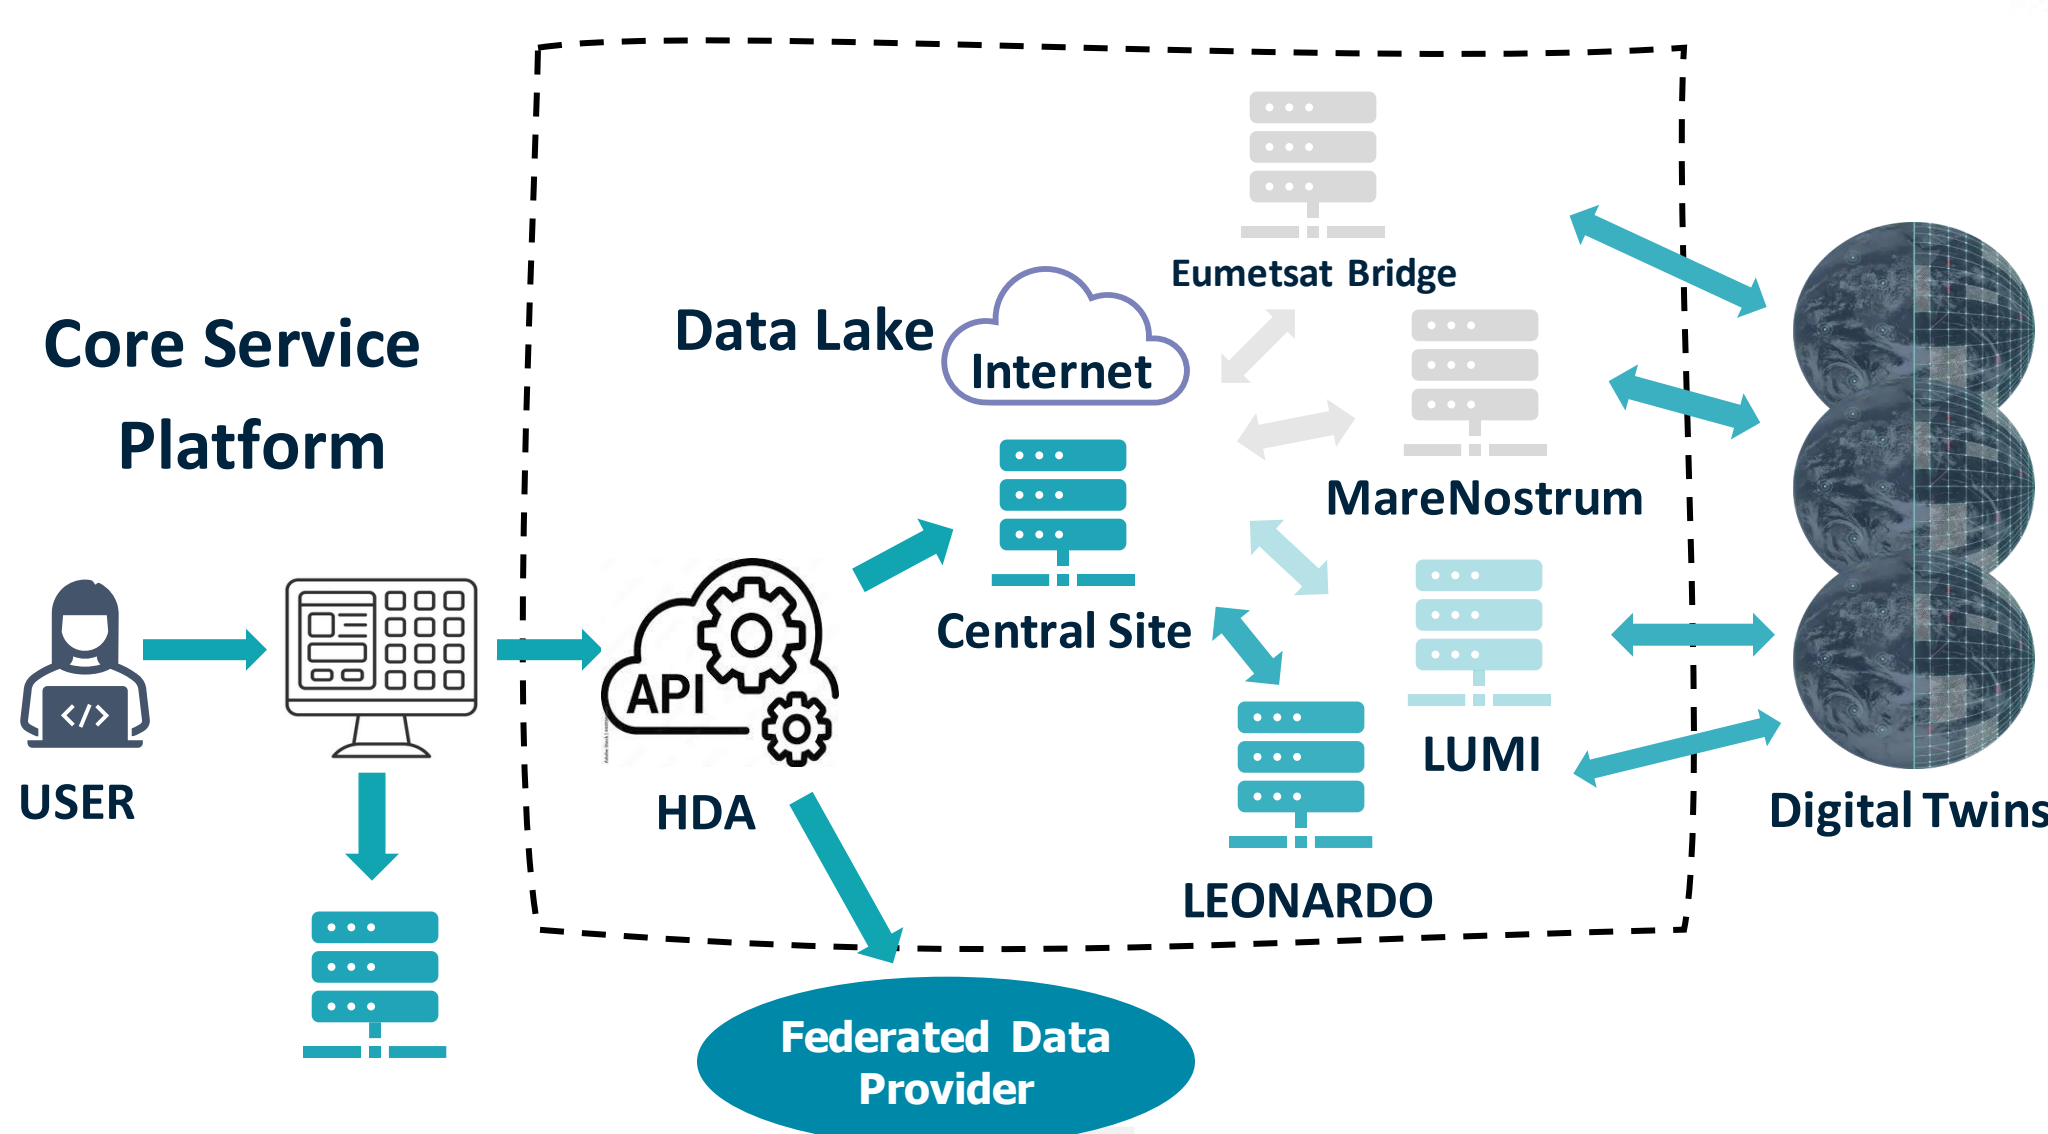 Core Service
Platform
USER
</>
Data Lake
Internet
API
HDA
Central Site
Eumetsat Bridge
MareNostrum
LUMI
LEONARDO
Digital Twins
Federated Data
Provider